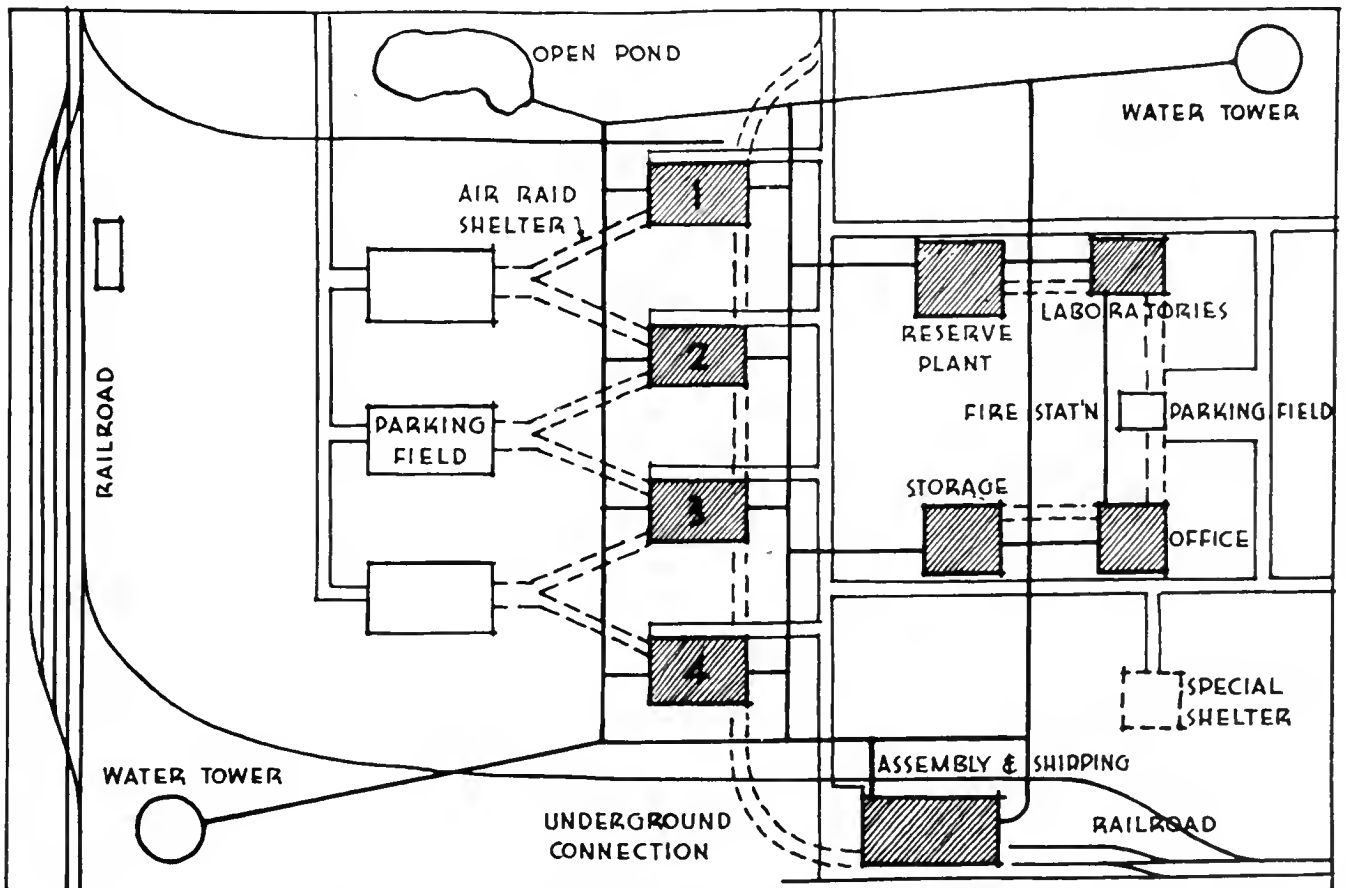 OPEN POND
WATER TOWER
AIR RAID
SHELTER
1
RAILROAD
2
RESERVE
PLANT
LABORATORIES
PARKING
FIELD
FIRE STAT'N
PARKING FIELD
3
STORAGE
OFFICE
4
SPECIAL
SHELTER
WATER TOWER
ASSEMBLY & SHIPPING
UNDERGROUND
CONNECTION
RAILROAD